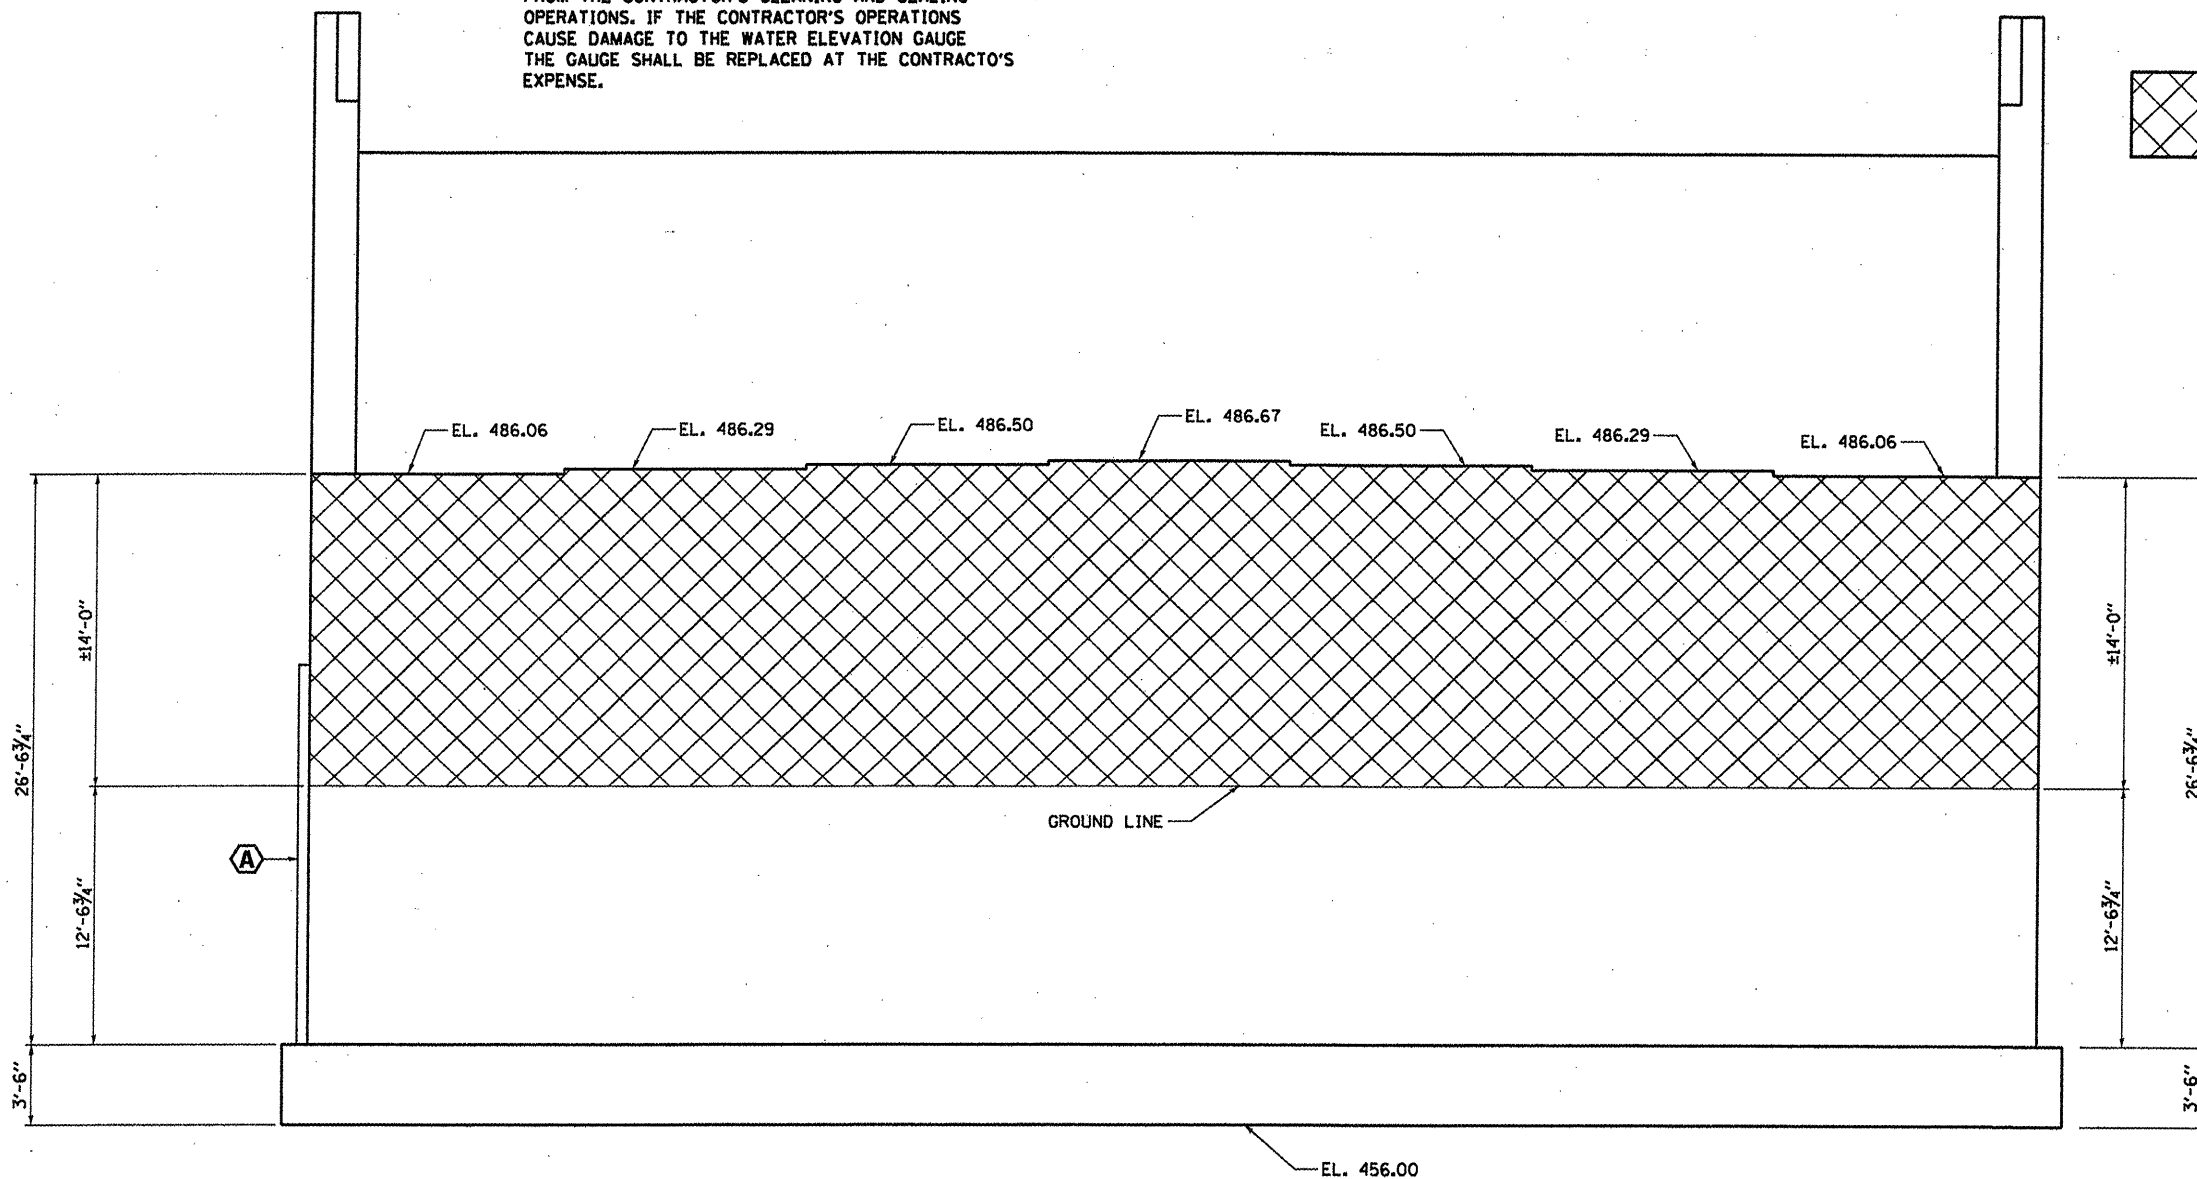 OPERATIONS. IF THE CONTRACTOR'S OPERATIONS
CAUSE DAMAGE TO THE WATER ELEVATION GAUGE
THE GAUGE SHALL BE REPLACED AT THE CONTRACTO'S
EXPENSE.
EL. 486.06
EL. 486.29
EL. 486.50
EL. 486.67
EL. 486.50
EL. 486.29
EL. 486.06
±14'-0"
26'-6¾"
12'-6¾"
3'-6"
A
GROUND LINE
±14'-0"
26'-6¾"
12'-6¾"
3'-6"
EL. 456.00